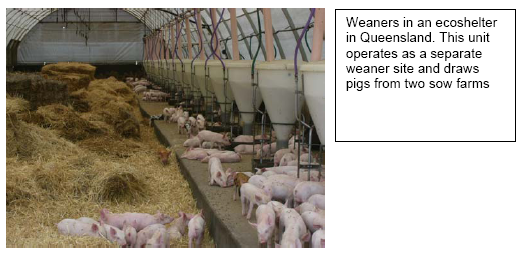 Weaners in an ecoshelter
in Queensland. This unit
operates as a separate
weaner site and draws
pigs from two sow farms